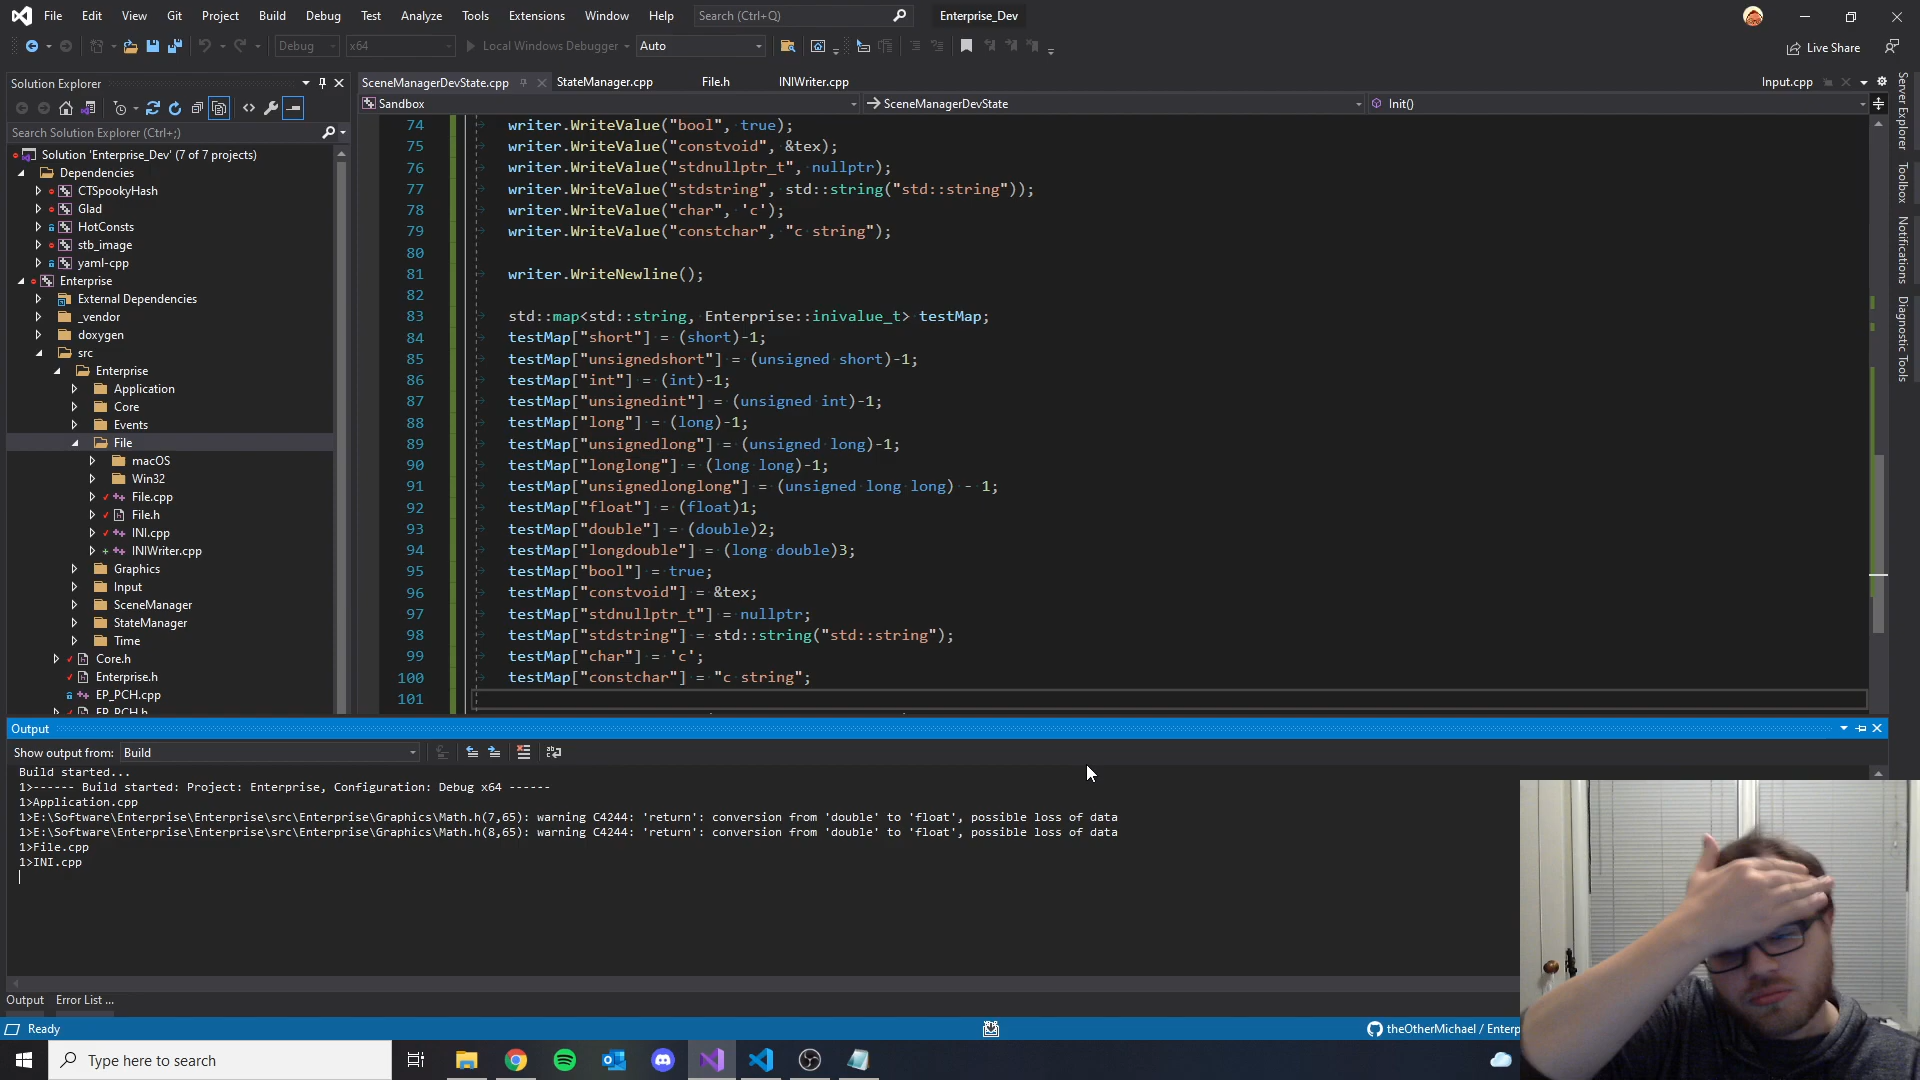 File Edit View Git Project Build Debug Test Analyze Tools Extensions Window Help Search (Ctrl+Q) Enterprise_Dev
Debug x64 Local Windows Debugger Auto Live Share
Solution Explorer
Search Solution Explorer (Ctrl+;)
Solution 'Enterprise_Dev' (7 of 7 projects)
Dependencies
CTSpookyHash
Glad
HotConsts
stb_image
yaml-cpp
Enterprise
External Dependencies
_vendor
doxygen
src
Enterprise
Application
Core
Events
File
macOS
Win32
File.cpp
File.h
INI.cpp
INIWriter.cpp
Graphics
Input
SceneManager
StateManager
Time
Core.h
Enterprise.h
EP_PCH.cpp
EP_PCH.h
SceneManagerDevState.cpp StateManager.cpp File.h INIWriter.cpp Input.cpp
Sandbox SceneManagerDevState Init()
74 writer.WriteValue("bool", true);
75 writer.WriteValue("constvoid", &tex);
76 writer.WriteValue("stdnullptr_t", nullptr);
77 writer.WriteValue("stdstring", std::string("std::string"));
78 writer.WriteValue("char", 'c');
79 writer.WriteValue("constchar", "c string");
80
81 writer.WriteNewline();
82
83 std::map<std::string, Enterprise::inivalue_t> testMap;
84 testMap["short"] = (short)-1;
85 testMap["unsignedshort"] = (unsigned short)-1;
86 testMap["int"] = (int)-1;
87 testMap["unsignedint"] = (unsigned int)-1;
88 testMap["long"] = (long)-1;
89 testMap["unsignedlong"] = (unsigned long)-1;
90 testMap["longlong"] = (long long)-1;
91 testMap["unsignedlonglong"] = (unsigned long long) - 1;
92 testMap["float"] = (float)1;
93 testMap["double"] = (double)2;
94 testMap["longdouble"] = (long double)3;
95 testMap["bool"] = true;
96 testMap["constvoid"] = &tex;
97 testMap["stdnullptr_t"] = nullptr;
98 testMap["stdstring"] = std::string("std::string");
99 testMap["char"] = 'c';
100 testMap["constchar"] = "c string";
101
Server Explorer
Toolbox
Notifications
Diagnostic Tools
Output
Show output from: Build
Build started...
1>------ Build started: Project: Enterprise, Configuration: Debug x64 ------
1>Application.cpp
1>E:\Software\Enterprise\Enterprise\src\Enterprise\Graphics\Math.h(7,65): warning C4244: 'return': conversion from 'double' to 'float', possible loss of data
1>E:\Software\Enterprise\Enterprise\src\Enterprise\Graphics\Math.h(8,65): warning C4244: 'return': conversion from 'double' to 'float', possible loss of data
1>File.cpp
1>INI.cpp
Output Error List ...
Ready theOtherMichael / Enterp
Type here to search